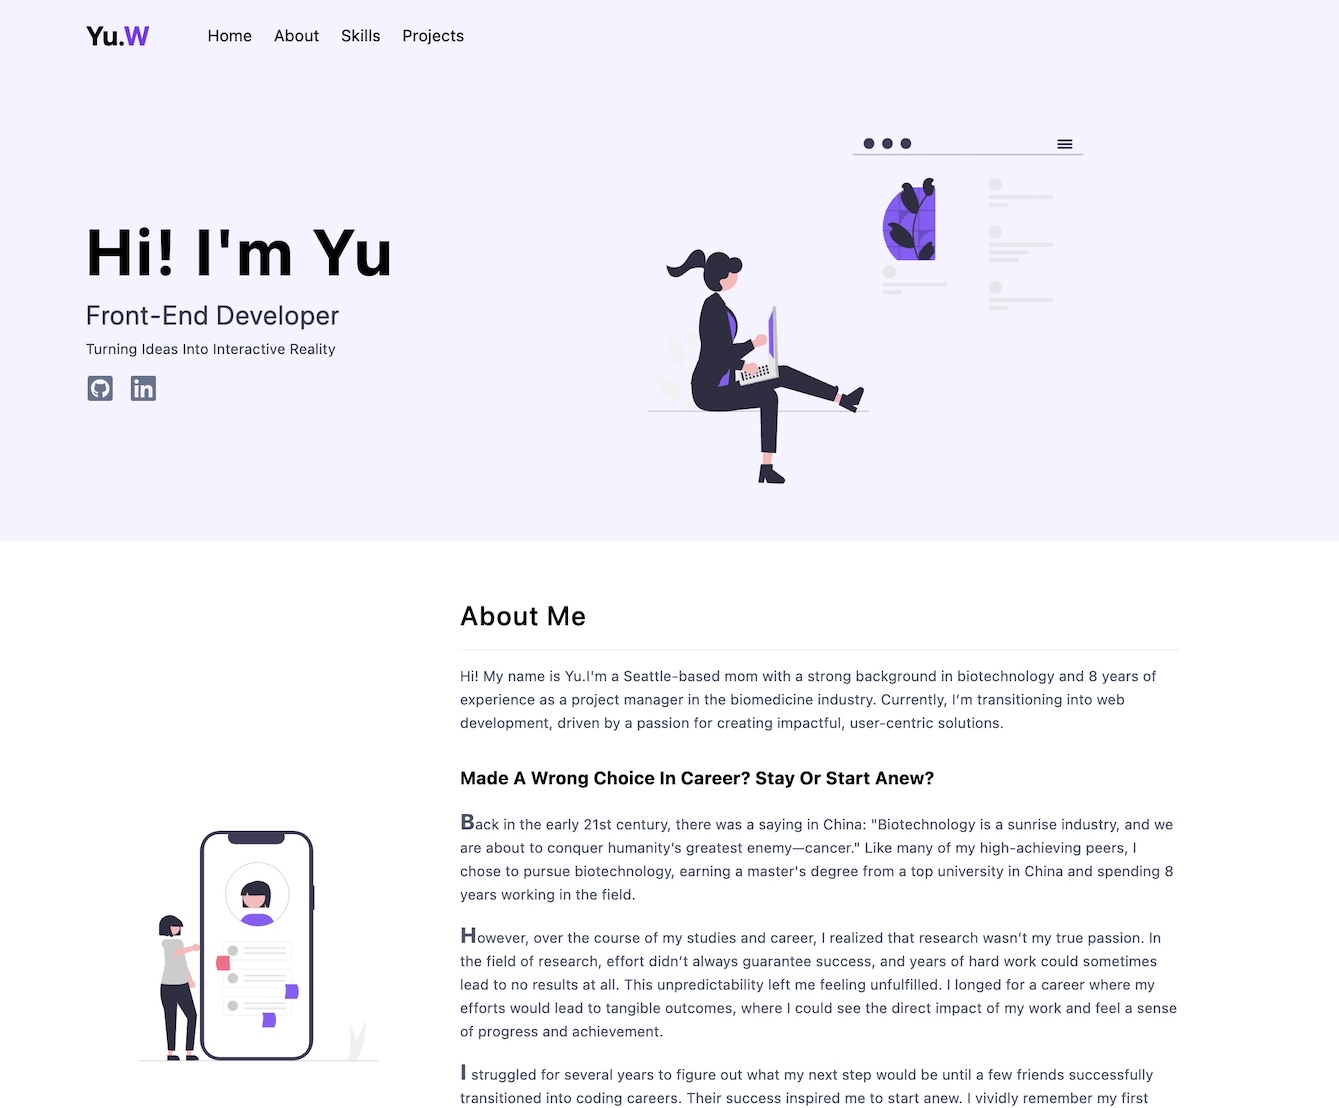 Yu.W
Home About Skills Projects
Hi! I'm Yu
Front-End Developer
Turning Ideas Into Interactive Reality
in
About Me
Hi! My name is Yu.I'm a Seattle-based mom with a strong background in biotechnology and 8 years of
experience as a project manager in the biomedicine industry. Currently, I’m transitioning into web
development, driven by a passion for creating impactful, user-centric solutions.
Made A Wrong Choice In Career? Stay Or Start Anew?
Back in the early 21st century, there was a saying in China: "Biotechnology is a sunrise industry, and we
are about to conquer humanity’s greatest enemy—cancer." Like many of my high-achieving peers, I
chose to pursue biotechnology, earning a master's degree from a top university in China and spending 8
years working in the field.
However, over the course of my studies and career, I realized that research wasn’t my true passion. In
the field of research, effort didn’t always guarantee success, and years of hard work could sometimes
lead to no results at all. This unpredictability left me feeling unfulfilled. I longed for a career where my
efforts would lead to tangible outcomes, where I could see the direct impact of my work and feel a sense
of progress and achievement.
I struggled for several years to figure out what my next step would be until a few friends successfully
transitioned into coding careers. Their success inspired me to start anew. I vividly remember my first